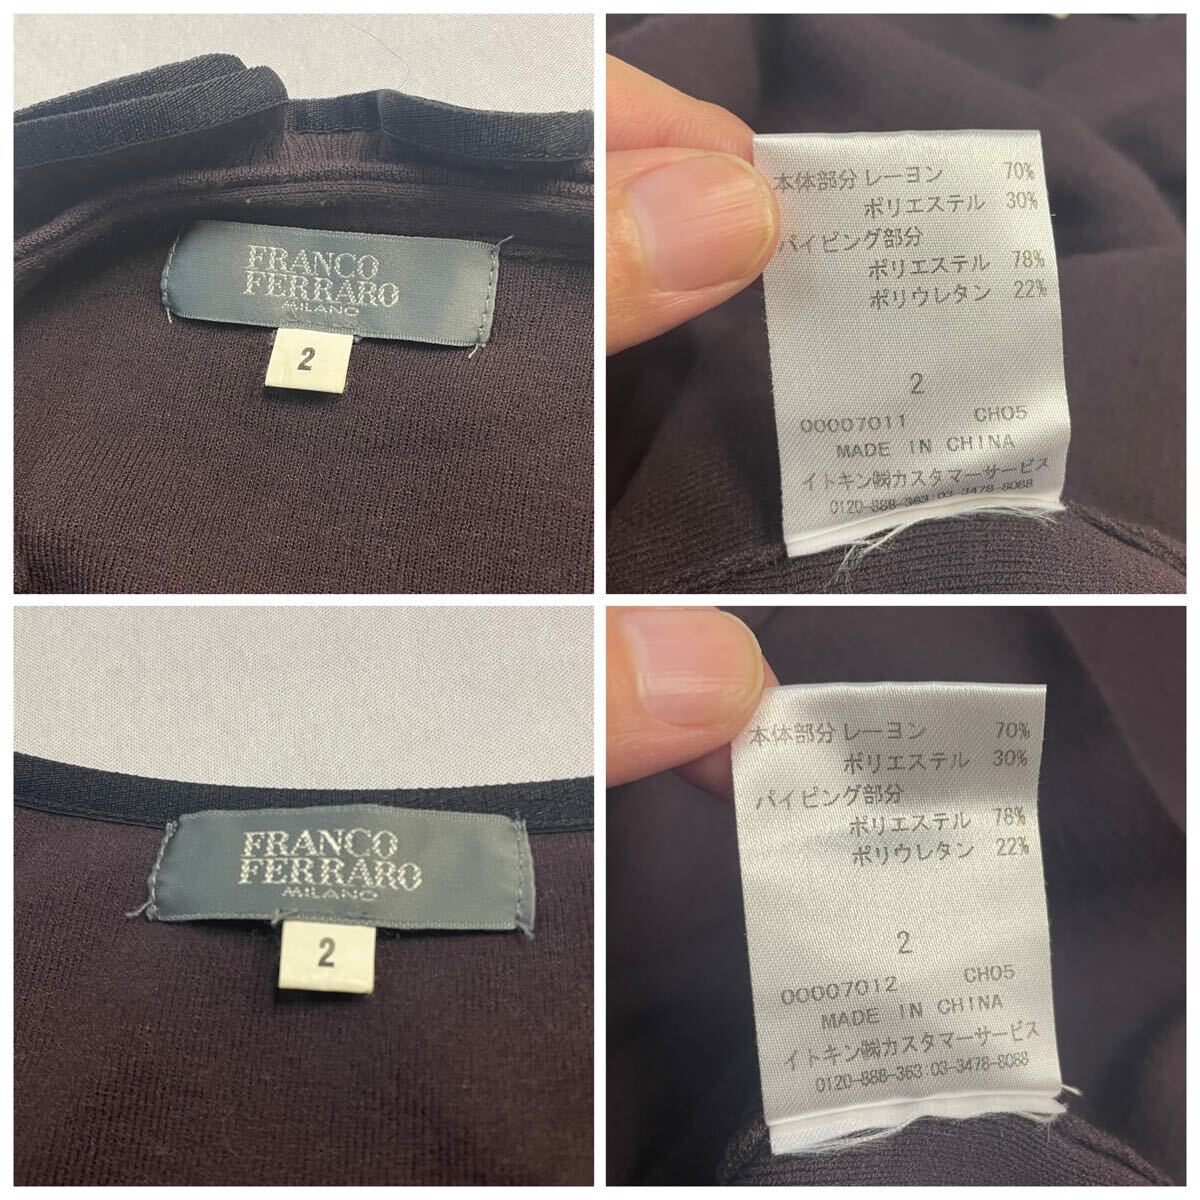 FRANCO
FERRARO
MILANO
2
本体部分 レーヨン 70%
ポリエステル 30%
パイピング部分
ポリエステル 78%
ポリウレタン 22%
2
00007011 CH05
MADE IN CHINA
イトキン㈱カスタマーサービス
0120-888-363:03-3478-8088
FRANCO
FERRARO
MILANO
2
本体部分 レーヨン 70%
ポリエステル 30%
パイピング部分
ポリエステル 78%
ポリウレタン 22%
2
00007012 CH05
MADE IN CHINA
イトキン㈱カスタマーサービス
0120-888-363:03-3478-8088